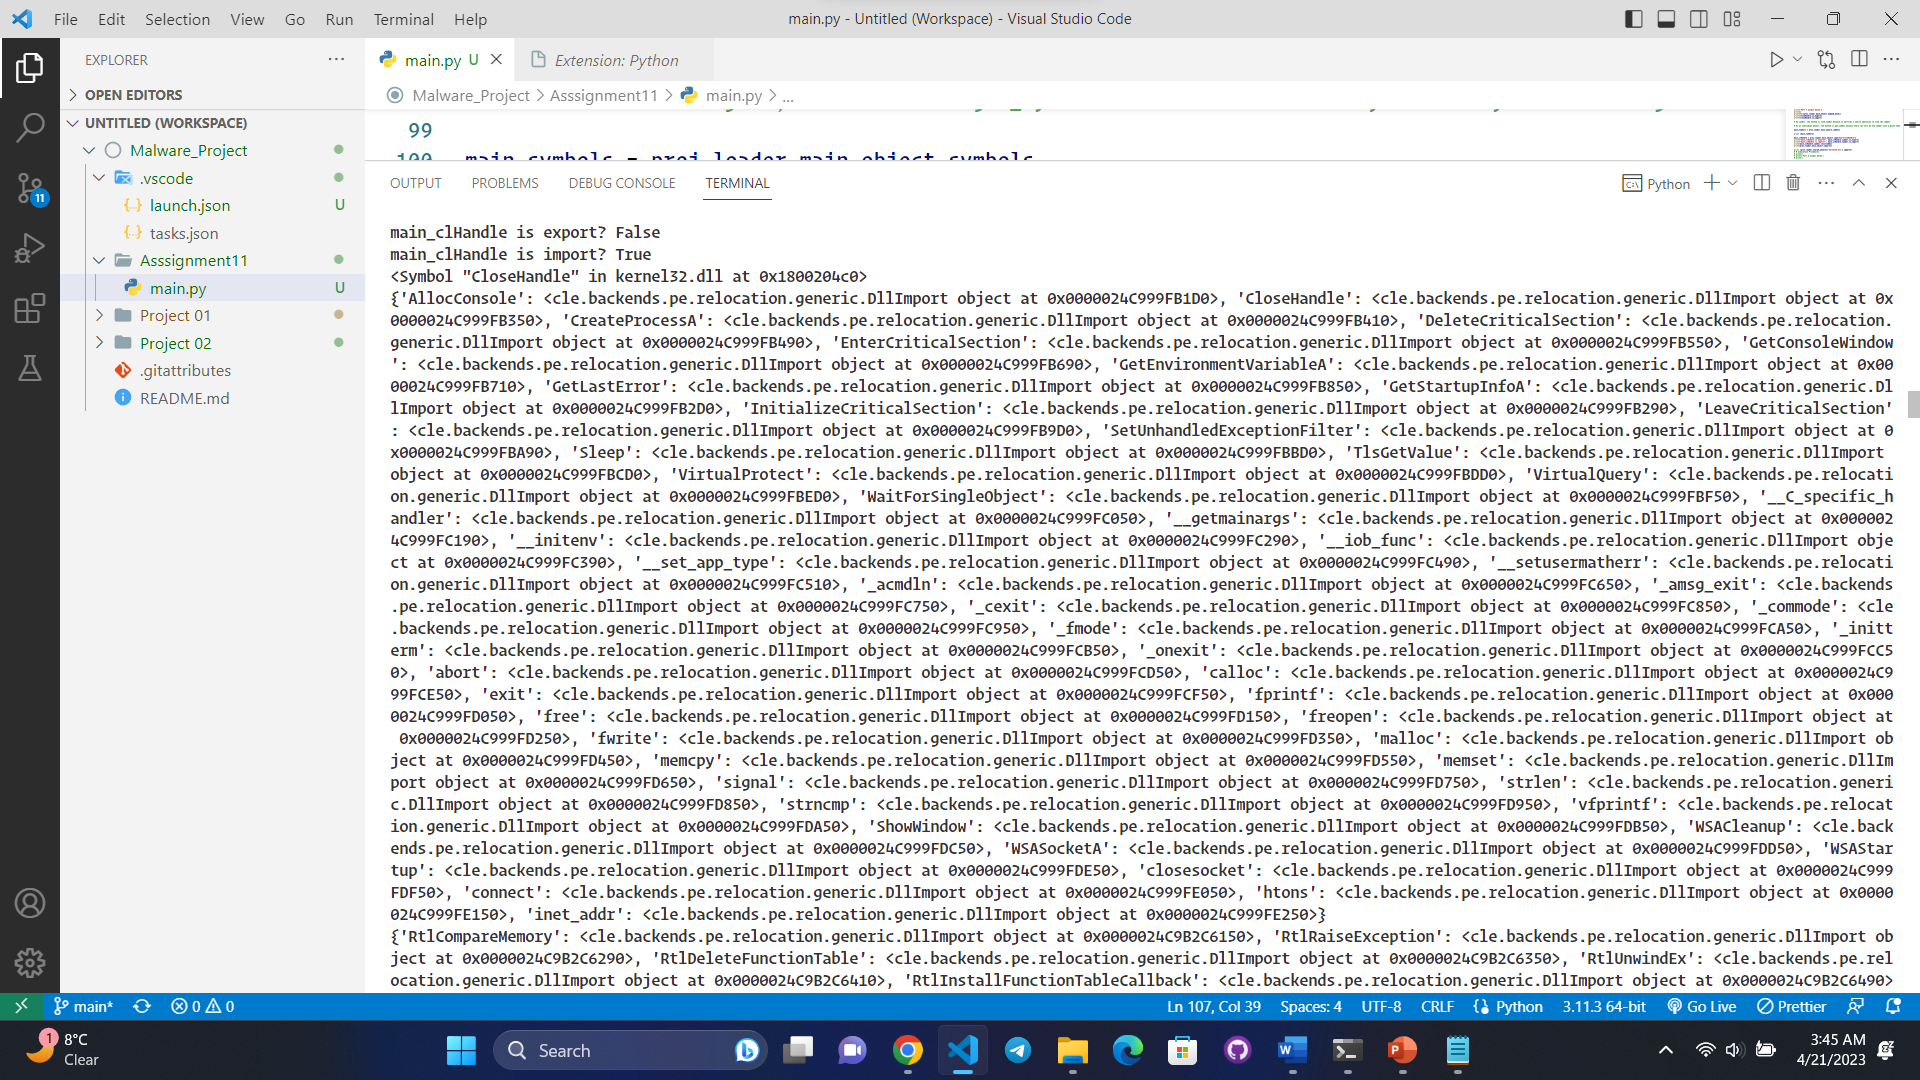 File Edit Selection View Go Run Terminal Help
main.py - Untitled (Workspace) - Visual Studio Code
EXPLORER
OPEN EDITORS
UNTITLED (WORKSPACE)
Malware_Project
.vscode
launch.json U
tasks.json
Asssignment11
main.py U
Project 01
Project 02
.gitattributes
README.md
11
main.py U
Extension: Python
Malware_Project > Asssignment11 > main.py > ...
99
100 main_symbols = proj.loader.main_object.symbols
OUTPUT PROBLEMS DEBUG CONSOLE TERMINAL
Python
main_clHandle is export? False
main_clHandle is import? True
<Symbol "CloseHandle" in kernel32.dll at 0x1800204c0>
{'AllocConsole': <cle.backends.pe.relocation.generic.DllImport object at 0x0000024C999FB1D0>, 'CloseHandle': <cle.backends.pe.relocation.generic.DllImport object at 0x
0000024C999FB350>, 'CreateProcessA': <cle.backends.pe.relocation.generic.DllImport object at 0x0000024C999FB410>, 'DeleteCriticalSection': <cle.backends.pe.relocation.
generic.DllImport object at 0x0000024C999FB490>, 'EnterCriticalSection': <cle.backends.pe.relocation.generic.DllImport object at 0x0000024C999FB550>, 'GetConsoleWindow
': <cle.backends.pe.relocation.generic.DllImport object at 0x0000024C999FB690>, 'GetEnvironmentVariableA': <cle.backends.pe.relocation.generic.DllImport object at 0x00
00024C999FB710>, 'GetLastError': <cle.backends.pe.relocation.generic.DllImport object at 0x0000024C999FB850>, 'GetStartupInfoA': <cle.backends.pe.relocation.generic.Dl
lImport object at 0x0000024C999FB2D0>, 'InitializeCriticalSection': <cle.backends.pe.relocation.generic.DllImport object at 0x0000024C999FB290>, 'LeaveCriticalSection'
: <cle.backends.pe.relocation.generic.DllImport object at 0x0000024C999FB9D0>, 'SetUnhandledExceptionFilter': <cle.backends.pe.relocation.generic.DllImport object at 0
x0000024C999FBA90>, 'Sleep': <cle.backends.pe.relocation.generic.DllImport object at 0x0000024C999FBBD0>, 'TlsGetValue': <cle.backends.pe.relocation.generic.DllImport
object at 0x0000024C999FBCD0>, 'VirtualProtect': <cle.backends.pe.relocation.generic.DllImport object at 0x0000024C999FBDD0>, 'VirtualQuery': <cle.backends.pe.relocati
on.generic.DllImport object at 0x0000024C999FBED0>, 'WaitForSingleObject': <cle.backends.pe.relocation.generic.DllImport object at 0x0000024C999FBF50>, '__C_specific_h
andler': <cle.backends.pe.relocation.generic.DllImport object at 0x0000024C999FC050>, '__getmainargs': <cle.backends.pe.relocation.generic.DllImport object at 0x000002
4C999FC190>, '__initenv': <cle.backends.pe.relocation.generic.DllImport object at 0x0000024C999FC290>, '__iob_func': <cle.backends.pe.relocation.generic.DllImport obje
ct at 0x0000024C999FC390>, '__set_app_type': <cle.backends.pe.relocation.generic.DllImport object at 0x0000024C999FC490>, '__setusermatherr': <cle.backends.pe.relocati
on.generic.DllImport object at 0x0000024C999FC510>, '_acmdln': <cle.backends.pe.relocation.generic.DllImport object at 0x0000024C999FC650>, '_amsg_exit': <cle.backends
.pe.relocation.generic.DllImport object at 0x0000024C999FC750>, '_cexit': <cle.backends.pe.relocation.generic.DllImport object at 0x0000024C999FC850>, '_commode': <cle
.backends.pe.relocation.generic.DllImport object at 0x0000024C999FC950>, '_fmode': <cle.backends.pe.relocation.generic.DllImport object at 0x0000024C999FCA50>, '_initt
erm': <cle.backends.pe.relocation.generic.DllImport object at 0x0000024C999FCB50>, '_onexit': <cle.backends.pe.relocation.generic.DllImport object at 0x0000024C999FCC5
0>, 'abort': <cle.backends.pe.relocation.generic.DllImport object at 0x0000024C999FCD50>, 'calloc': <cle.backends.pe.relocation.generic.DllImport object at 0x0000024C9
99FCE50>, 'exit': <cle.backends.pe.relocation.generic.DllImport object at 0x0000024C999FCF50>, 'fprintf': <cle.backends.pe.relocation.generic.DllImport object at 0x000
0024C999FD050>, 'free': <cle.backends.pe.relocation.generic.DllImport object at 0x0000024C999FD150>, 'freopen': <cle.backends.pe.relocation.generic.DllImport object at
0x0000024C999FD250>, 'fwrite': <cle.backends.pe.relocation.generic.DllImport object at 0x0000024C999FD350>, 'malloc': <cle.backends.pe.relocation.generic.DllImport ob
ject at 0x0000024C999FD450>, 'memcpy': <cle.backends.pe.relocation.generic.DllImport object at 0x0000024C999FD550>, 'memset': <cle.backends.pe.relocation.generic.DllIm
port object at 0x0000024C999FD650>, 'signal': <cle.backends.pe.relocation.generic.DllImport object at 0x0000024C999FD750>, 'strlen': <cle.backends.pe.relocation.generi
c.DllImport object at 0x0000024C999FD850>, 'strncmp': <cle.backends.pe.relocation.generic.DllImport object at 0x0000024C999FD950>, 'vfprintf': <cle.backends.pe.relocat
ion.generic.DllImport object at 0x0000024C999FDA50>, 'ShowWindow': <cle.backends.pe.relocation.generic.DllImport object at 0x0000024C999FDB50>, 'WSACleanup': <cle.back
ends.pe.relocation.generic.DllImport object at 0x0000024C999FDC50>, 'WSASocketA': <cle.backends.pe.relocation.generic.DllImport object at 0x0000024C999FDD50>, 'WSAStar
tup': <cle.backends.pe.relocation.generic.DllImport object at 0x0000024C999FDE50>, 'closesocket': <cle.backends.pe.relocation.generic.DllImport object at 0x0000024C999
FDF50>, 'connect': <cle.backends.pe.relocation.generic.DllImport object at 0x0000024C999FE050>, 'htons': <cle.backends.pe.relocation.generic.DllImport object at 0x0000
024C999FE150>, 'inet_addr': <cle.backends.pe.relocation.generic.DllImport object at 0x0000024C999FE250>}
{'RtlCompareMemory': <cle.backends.pe.relocation.generic.DllImport object at 0x0000024C9B2C6150>, 'RtlRaiseException': <cle.backends.pe.relocation.generic.DllImport ob
ject at 0x0000024C9B2C6290>, 'RtlDeleteFunctionTable': <cle.backends.pe.relocation.generic.DllImport object at 0x0000024C9B2C6350>, 'RtlUnwindEx': <cle.backends.pe.rel
ocation.generic.DllImport object at 0x0000024C9B2C6410>, 'RtlInstallFunctionTableCallback': <cle.backends.pe.relocation.generic.DllImport object at 0x0000024C9B2C6490>
main* 0 0 Ln 107, Col 39 Spaces: 4 UTF-8 CRLF Python 3.11.3 64-bit Go Live Prettier
1 8°C
Clear
Search
3:45 AM
4/21/2023